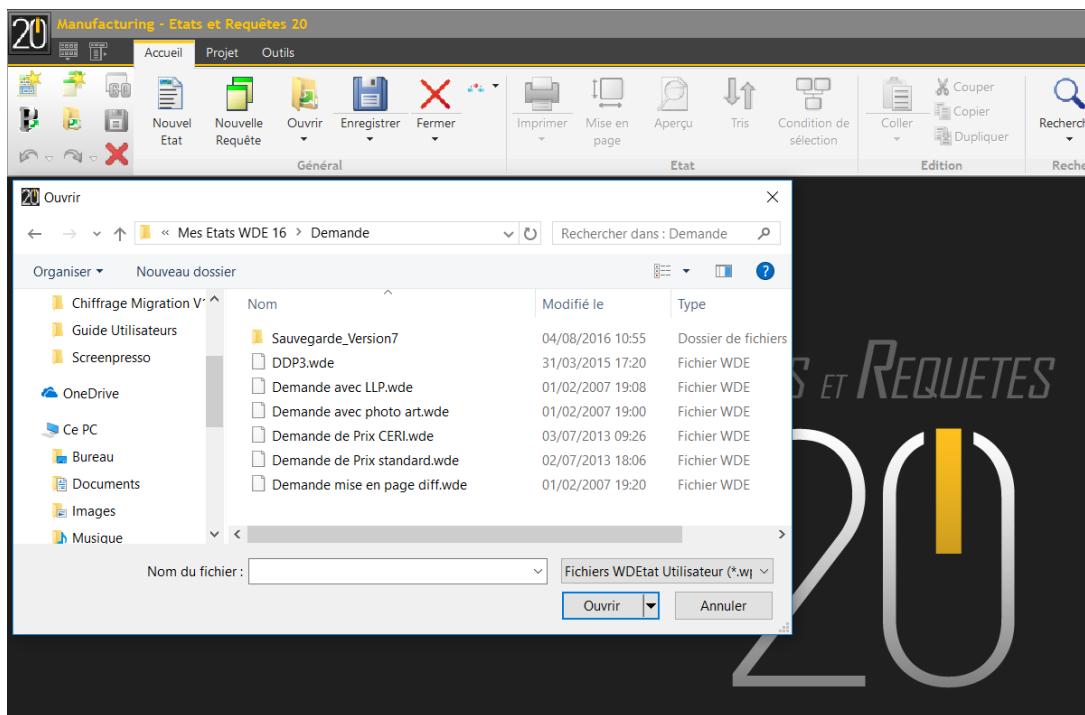 20 Manufacturing - Etats et Requêtes 20
Accueil Projet Outils
Nouvel Etat
Nouvelle Requête
Ouvrir
Enregistrer
Fermer
Général
Imprimer
Mise en page
Aperçu
Tris
Condition de sélection
Etat
Coller
Couper
Copier
Dupliquer
Edition
Recherch
Reche
20 Ouvrir
« Mes Etats WDE 16 > Demande
Rechercher dans : Demande
Organiser
Nouveau dossier
Chiffrage Migration V
Guide Utilisateurs
Screenpresso
OneDrive
Ce PC
Bureau
Documents
Images
Musique
Nom Modifié le Type
Sauvegarde_Version7 04/08/2016 10:55 Dossier de fichiers
DDP3.wde 31/03/2015 17:20 Fichier WDE
Demande avec LLP.wde 01/02/2007 19:08 Fichier WDE
Demande avec photo art.wde 01/02/2007 19:00 Fichier WDE
Demande de Prix CERI.wde 03/07/2013 09:26 Fichier WDE
Demande de Prix standard.wde 02/07/2013 18:06 Fichier WDE
Demande mise en page diff.wde 01/02/2007 19:20 Fichier WDE
Nom du fichier :
Fichiers WDEtat Utilisateur (*.w
Ouvrir
Annuler
S ET REQUETES
20